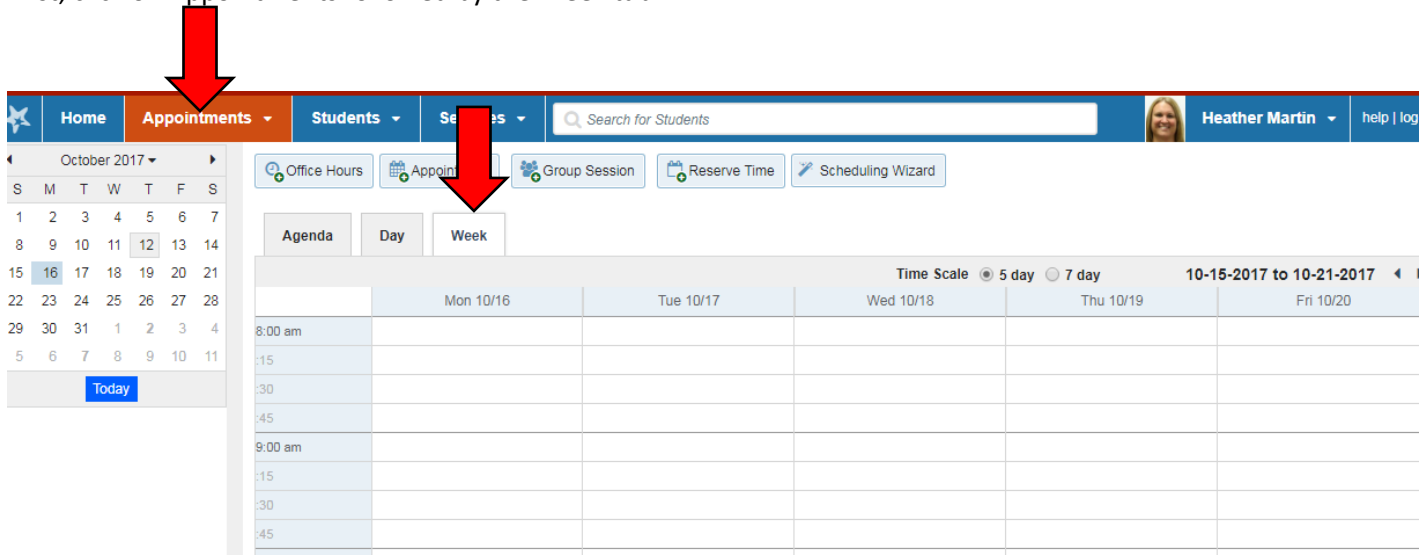 Home Appointments Students Search for Students Heather Martin help | log
October 2017
S M T W T F S
1 2 3 4 5 6 7
8 9 10 11 12 13 14
15 16 17 18 19 20 21
22 23 24 25 26 27 28
29 30 31 1 2 3 4
5 6 7 8 9 10 11
Today
Office Hours Group Session Reserve Time Scheduling Wizard
Agenda Day Week
Time Scale 5 day 7 day 10-15-2017 to 10-21-2017
Mon 10/16 Tue 10/17 Wed 10/18 Thu 10/19 Fri 10/20
8:00 am
:15
:30
:45
9:00 am
:15
:30
:45